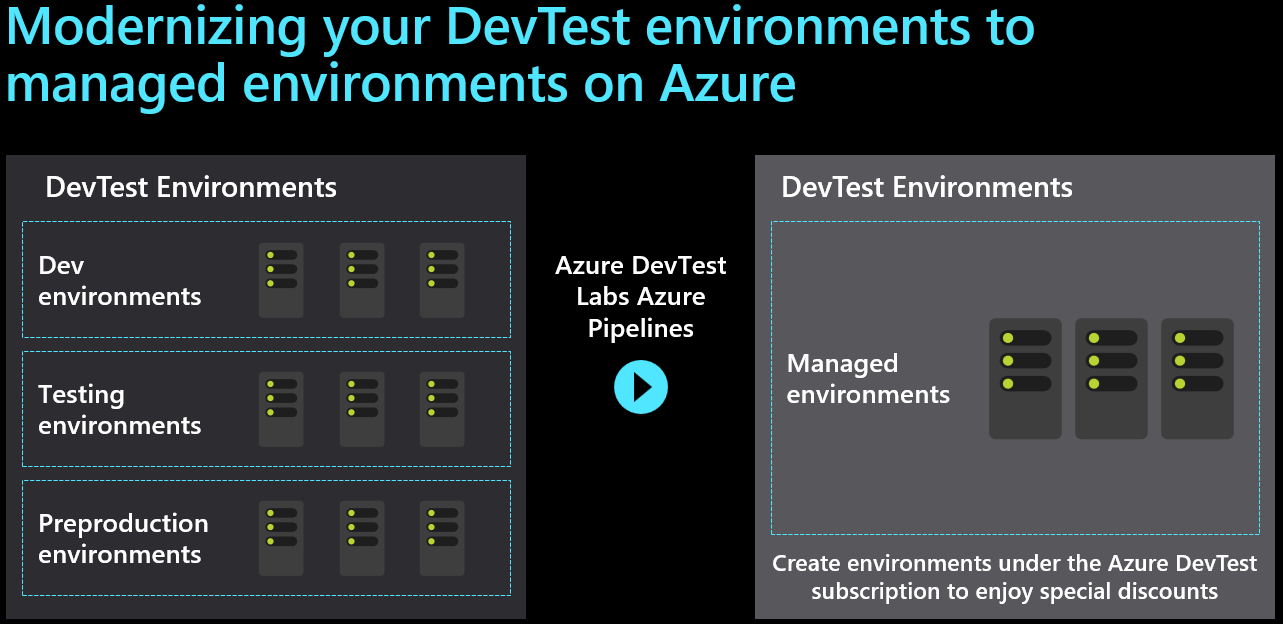 Modernizing your DevTest environments to
managed environments on Azure
DevTest Environments
Dev
environments
Testing
environments
Preproduction
environments
Azure DevTest
Labs Azure
Pipelines
DevTest Environments
Managed
environments
Create environments under the Azure DevTest
subscription to enjoy special discounts